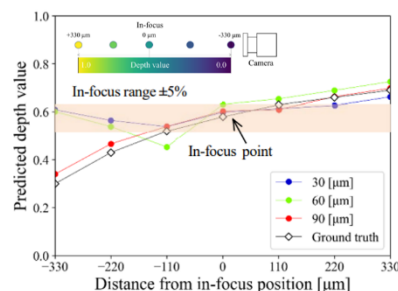 In-focus
+330 μm
0 μm
-330 μm
1.0
Depth value
0.0
Camera
In-focus range ±5%
In-focus point
30 [μm]
60 [μm]
90 [μm]
Ground truth
Predicted depth value
1.0
0.8
0.6
0.4
0.2
0.0
-330
-220
-110
0
110
220
330
Distance from in-focus position [μm]